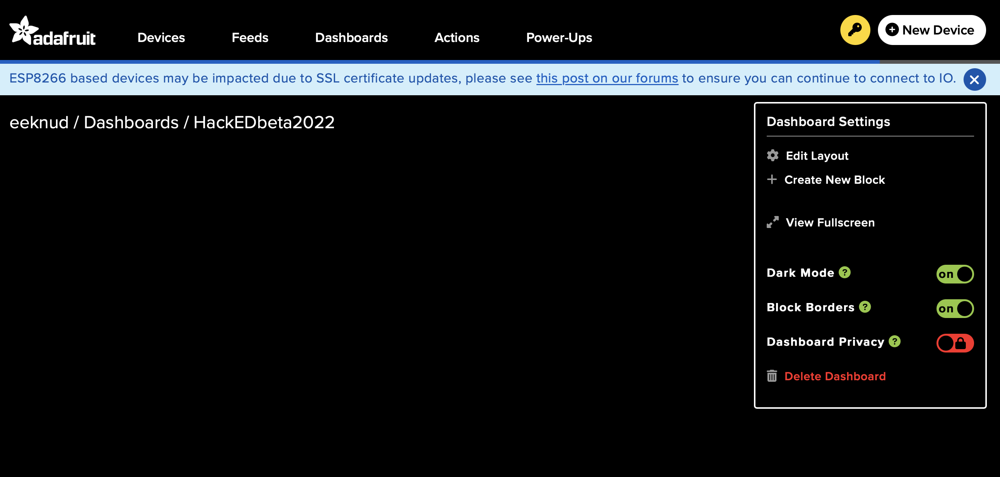 adafruit
Devices
Feeds
Dashboards
Actions
Power-Ups
New Device
ESP8266 based devices may be impacted due to SSL certificate updates, please see this post on our forums to ensure you can continue to connect to IO.
eeknud / Dashboards / HackEDbeta2022
Dashboard Settings
Edit Layout
Create New Block
View Fullscreen
Dark Mode ? on
Block Borders ? on
Dashboard Privacy ?
Delete Dashboard